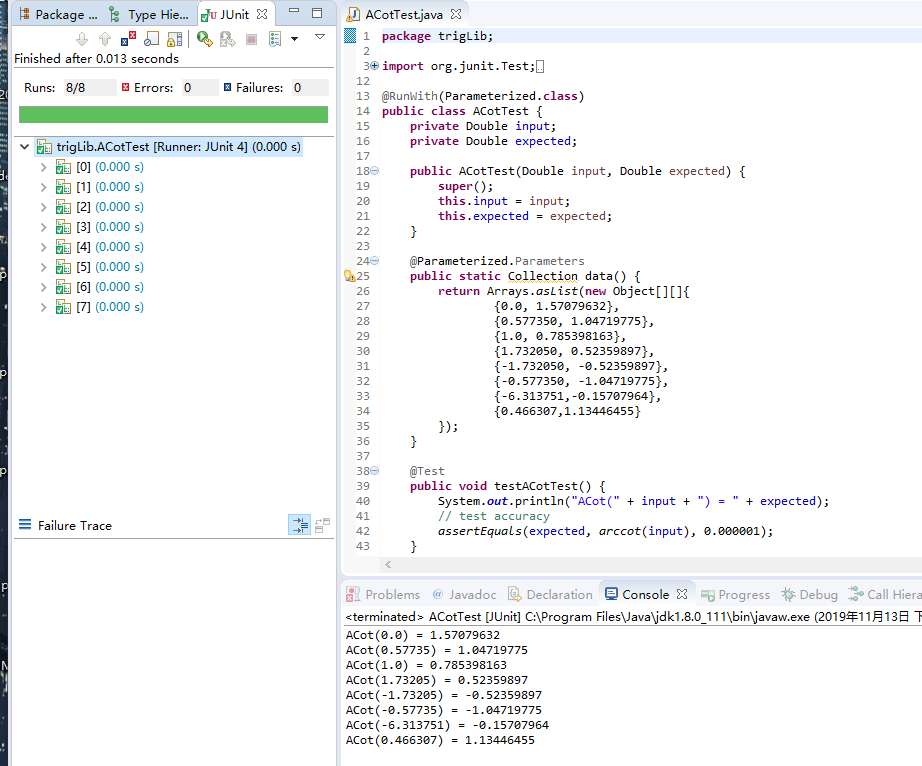 Package ... Type Hie... JUnit
Finished after 0.013 seconds
Runs: 8/8 Errors: 0 Failures: 0
trigLib.ACotTest [Runner: JUnit 4] (0.000 s)
[0] (0.000 s)
[1] (0.000 s)
[2] (0.000 s)
[3] (0.000 s)
[4] (0.000 s)
[5] (0.000 s)
[6] (0.000 s)
[7] (0.000 s)
Failure Trace
ACotTest.java
1 package trigLib;
2
3 import org.junit.Test;
12
13 @RunWith(Parameterized.class)
14 public class ACotTest {
15 private Double input;
16 private Double expected;
17
18 public ACotTest(Double input, Double expected) {
19 super();
20 this.input = input;
21 this.expected = expected;
22 }
23
24 @Parameterized.Parameters
25 public static Collection data() {
26 return Arrays.asList(new Object[][]{
27 {0.0, 1.57079632},
28 {0.577350, 1.04719775},
29 {1.0, 0.785398163},
30 {1.732050, 0.52359897},
31 {-1.732050, -0.52359897},
32 {-0.577350, -1.04719775},
33 {-6.313751,-0.15707964},
34 {0.466307,1.13446455}
35 });
36 }
37
38 @Test
39 public void testACotTest() {
40 System.out.println("ACot(" + input + ") = " + expected);
41 // test accuracy
42 assertEquals(expected, arccot(input), 0.000001);
43 }
Problems @ Javadoc Declaration Console Progress Debug Call Hiera
<terminated> ACotTest [JUnit] C:\Program Files\Java\jdk1.8.0_111\bin\javaw.exe (2019年11月13日 下
ACot(0.0) = 1.57079632
ACot(0.57735) = 1.04719775
ACot(1.0) = 0.785398163
ACot(1.73205) = 0.52359897
ACot(-1.73205) = -0.52359897
ACot(-0.57735) = -1.04719775
ACot(-6.313751) = -0.15707964
ACot(0.466307) = 1.13446455